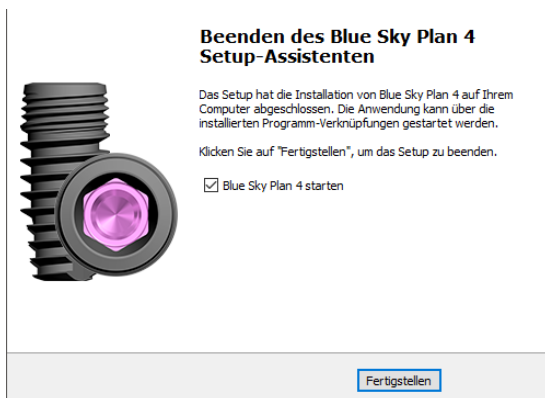 Beenden des Blue Sky Plan 4
Setup-Assistenten
Das Setup hat die Installation von Blue Sky Plan 4 auf Ihrem
Computer abgeschlossen. Die Anwendung kann über die
installierten Programm-Verknüpfungen gestartet werden.
Klicken Sie auf "Fertigstellen", um das Setup zu beenden.
Blue Sky Plan 4 starten
Fertigstellen